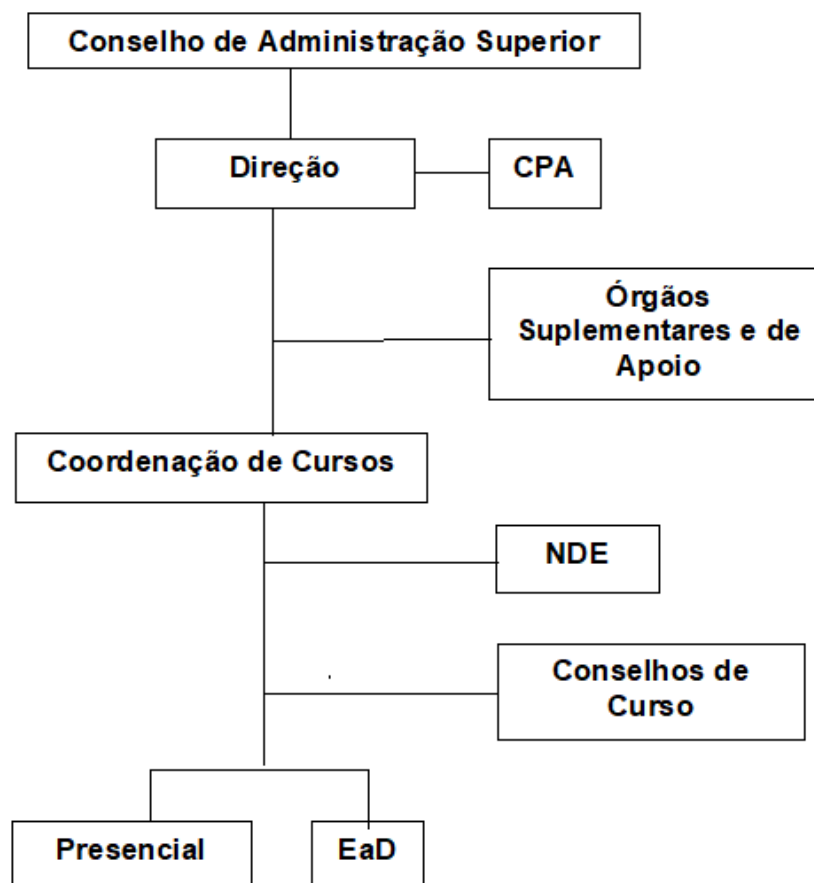 Conselho de Administração Superior
Direção
CPA
Órgãos
Suplementares e de
Apoio
Coordenação de Cursos
NDE
Conselhos de
Curso
Presencial
EaD